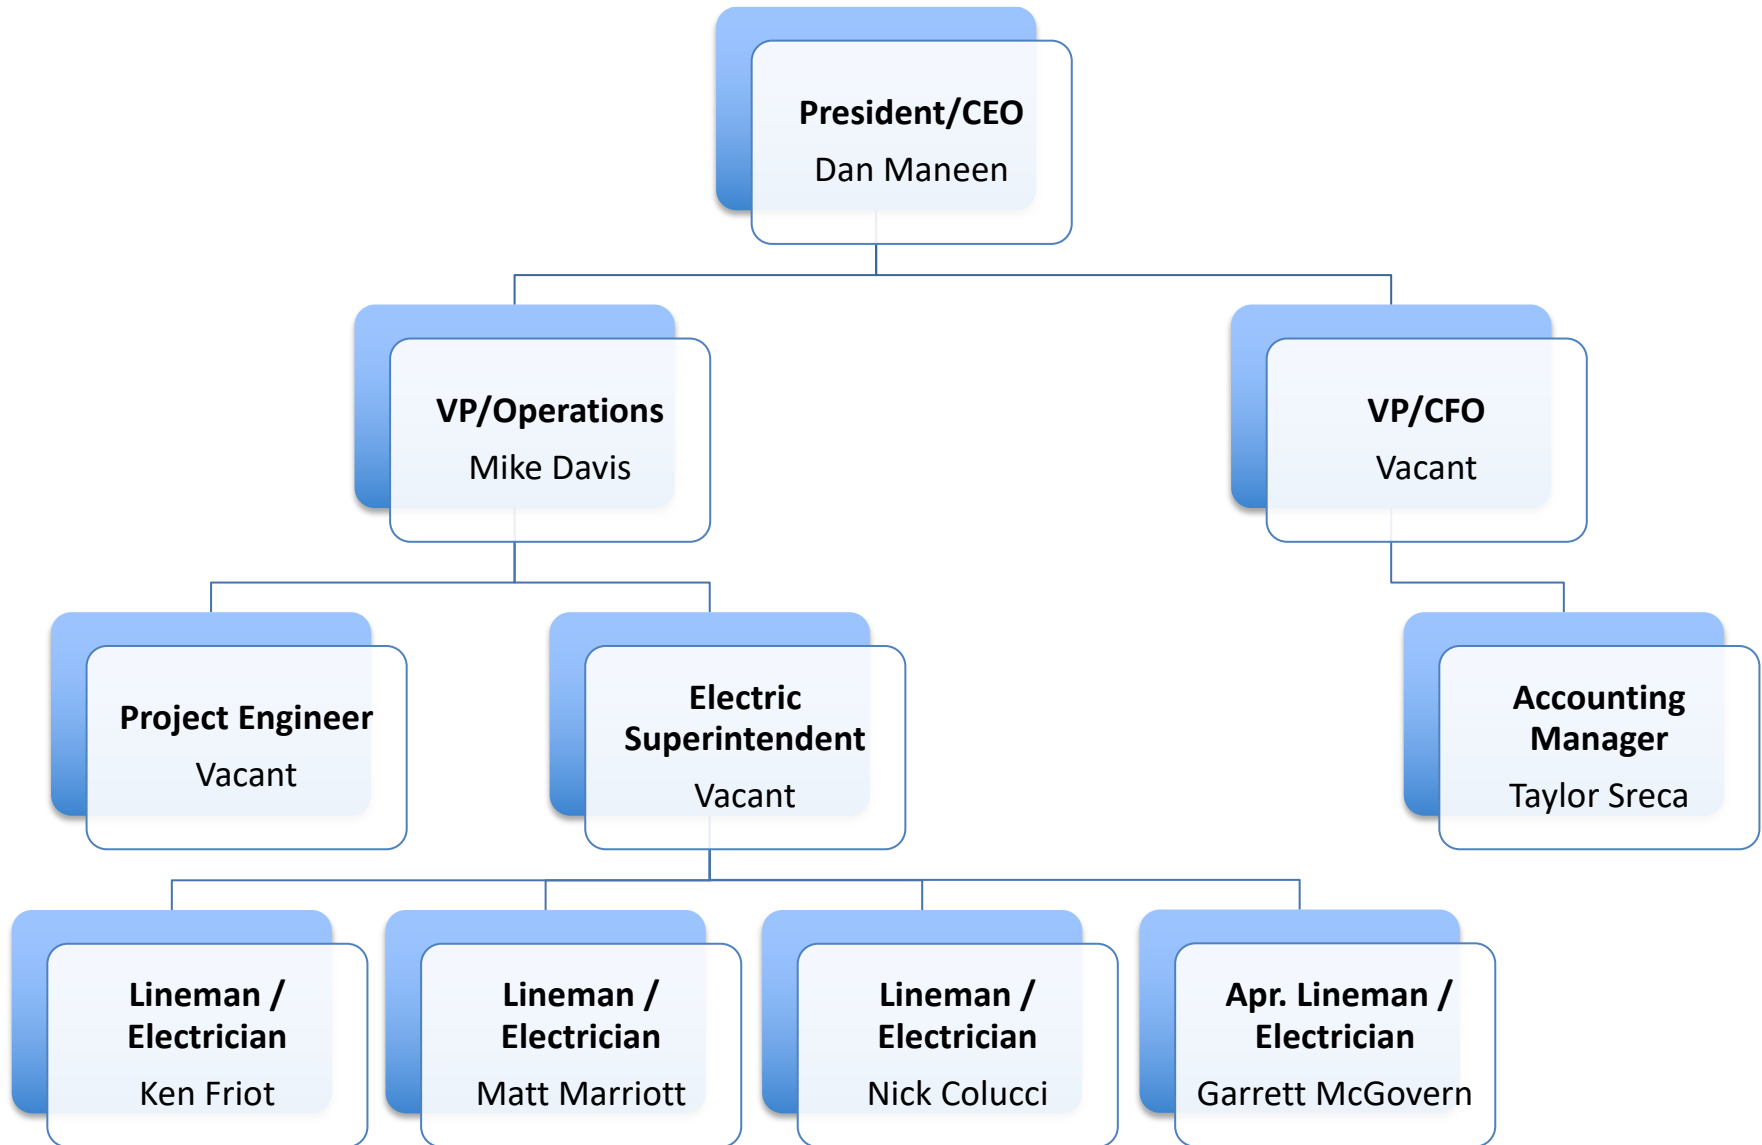 President/CEO
Dan Maneen
VP/Operations
Mike Davis
VP/CFO
Vacant
Project Engineer
Vacant
Electric
Superintendent
Vacant
Accounting
Manager
Taylor Sreca
Lineman /
Electrician
Ken Friot
Lineman /
Electrician
Matt Marriott
Lineman /
Electrician
Nick Colucci
Apr. Lineman /
Electrician
Garrett McGovern